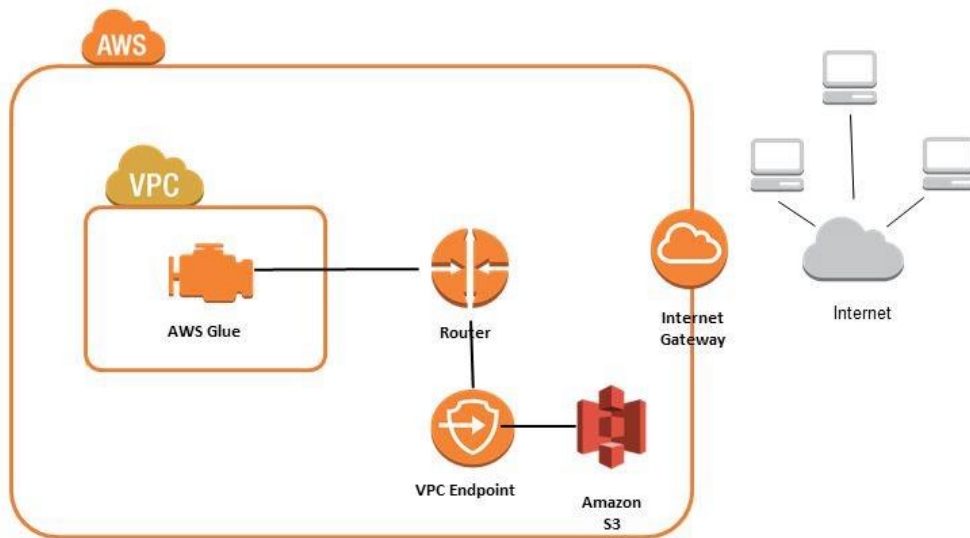 AWS
VPC
AWS Glue
Router
Internet
Gateway
Internet
VPC Endpoint
Amazon
S3